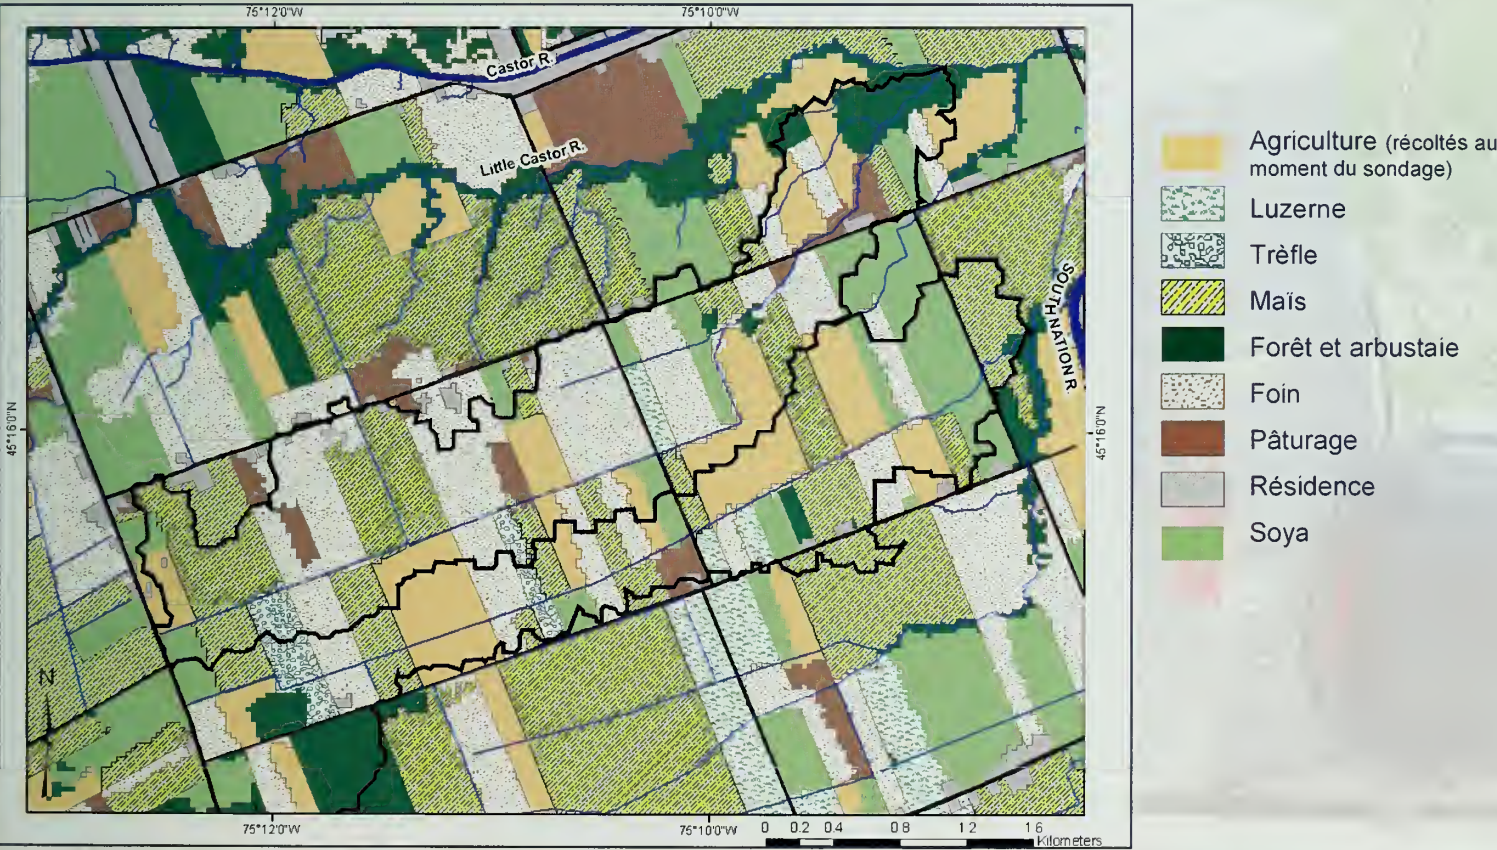 75°12'0"W
75°10'0"W
Castor R.
Little Castor R.
SOUTH NATION R.
45°16'0"N
45°16'0"N
N
75°12'0"W
75°10'0"W
0 0.2 0.4 0.8 1.2 1.6
Kilometers
Agriculture (récoltés au
moment du sondage)
Luzerne
Trèfle
Maïs
Forêt et arbustaie
Foin
Pâturage
Résidence
Soya